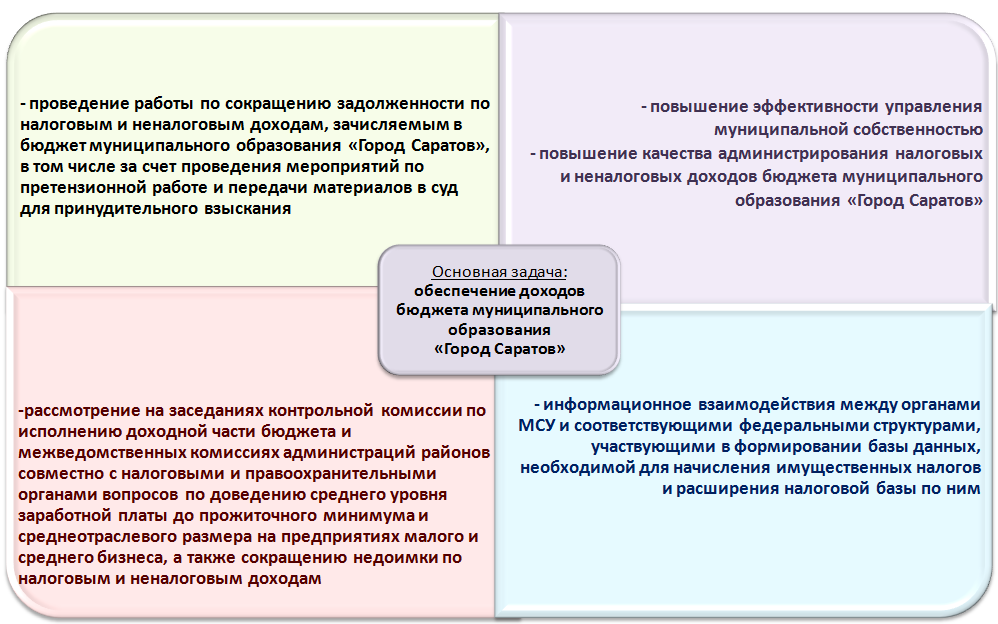 - проведение работы по сокращению задолженности по
налоговым и неналоговым доходам, зачисляемым в
бюджет муниципального образования «Город Саратов»,
в том числе за счет проведения мероприятий по
претензионной работе и передачи материалов в суд
для принудительного взыскания
- повышение эффективности управления
муниципальной собственностью
- повышение качества администрирования налоговых
и неналоговых доходов бюджета муниципального
образования «Город Саратов»
Основная задача:
обеспечение доходов
бюджета муниципального
образования
«Город Саратов»
-рассмотрение на заседаниях контрольной комиссии по
исполнению доходной части бюджета и
межведомственных комиссиях администраций районов
совместно с налоговыми и правоохранительными
органами вопросов по доведению среднего уровня
заработной платы до прожиточного минимума и
среднеотраслевого размера на предприятиях малого и
среднего бизнеса, а также сокращению недоимки по
налоговым и неналоговым доходам
- информационное взаимодействия между органами
МСУ и соответствующими федеральными структурами,
участвующими в формировании базы данных,
необходимой для начисления имущественных налогов
и расширения налоговой базы по ним